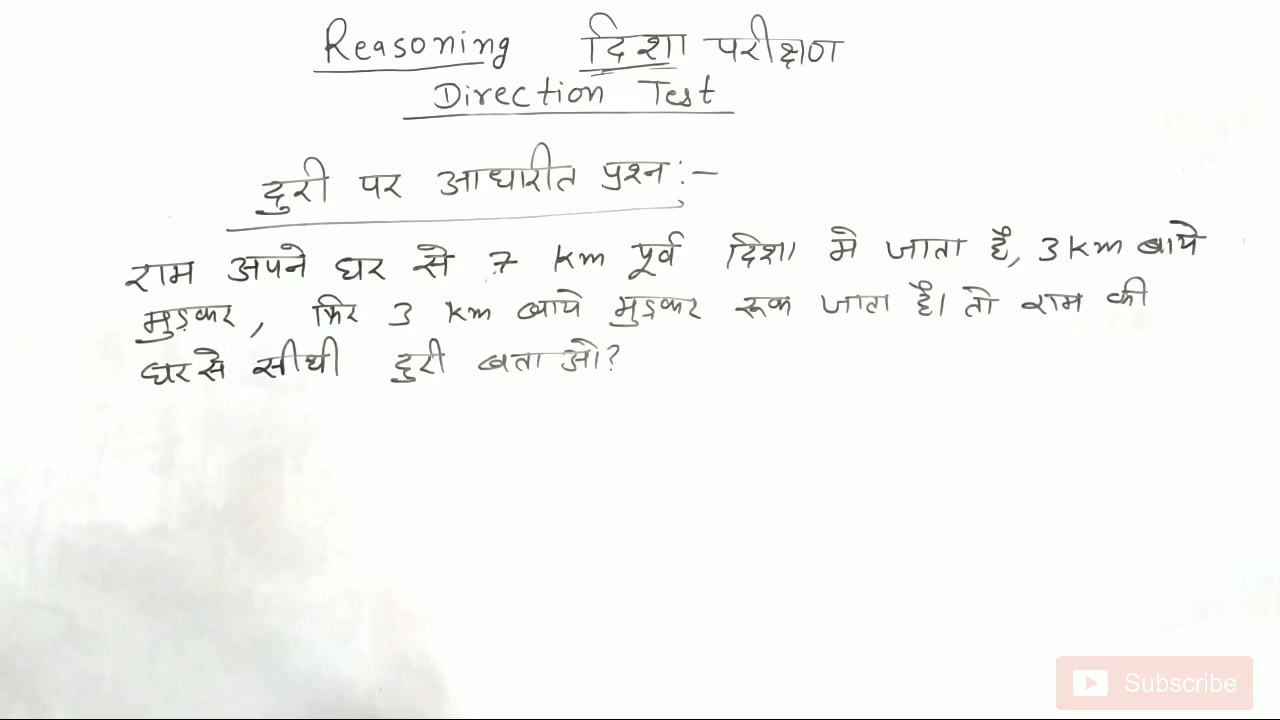 Reasoning दिशा परीक्षण
Direction Test
दुरी पर आधारीत प्रश्न:-
राम अपने घर से 7 km पूर्व दिशा मे जाता है, 3 km बाये
मुड़कर, फिर 3 km बाये मुड़कर रूक जाता है। तो राम की
घर से सीधी दुरी बताओ?
Subscribe